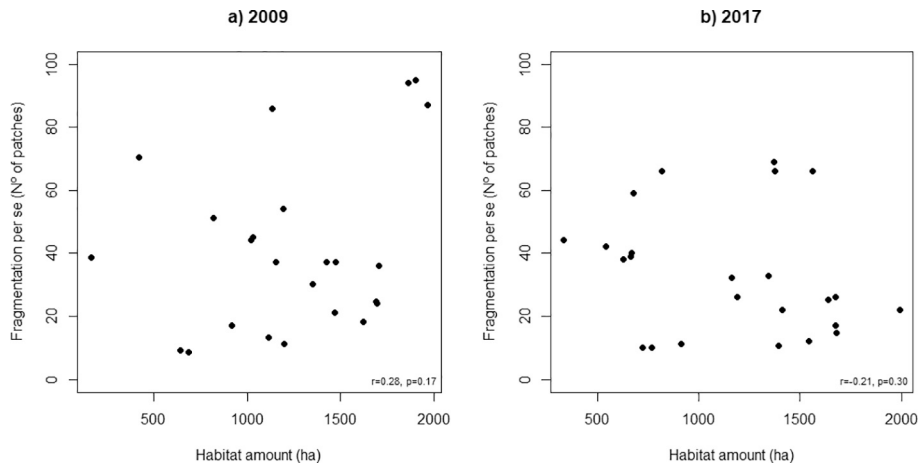 a) 2009
Fragmentation per se (Nº of patches)
100
80
60
40
20
0
r=0.28, p=0.17
500
1000
1500
2000
Habitat amount (ha)
b) 2017
Fragmentation per se (Nº of patches)
100
80
60
40
20
0
r=-0.21, p=0.30
500
1000
1500
2000
Habitat amount (ha)